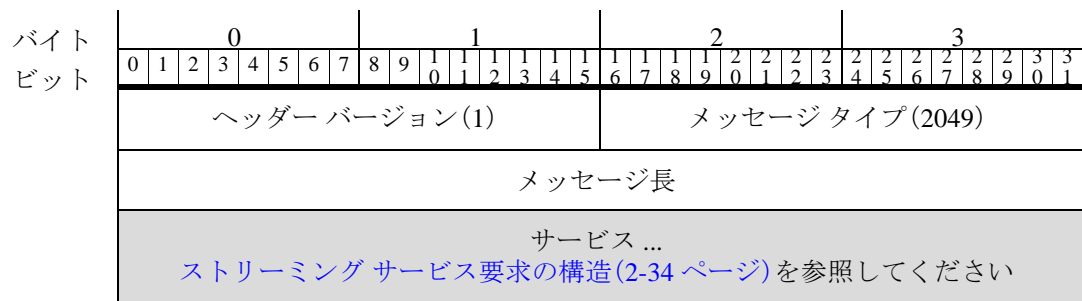 バイト 0 1 2 3
ビット 0 1 2 3 4 5 6 7 8 9 10 11 12 13 14 15 16 17 18 19 20 21 22 23 24 25 26 27 28 29 30 31
ヘッダー バージョン(1) メッセージ タイプ(2049)
メッセージ長
サービス ...
ストリーミング サービス要求の構造(2-34 ページ)を参照してください